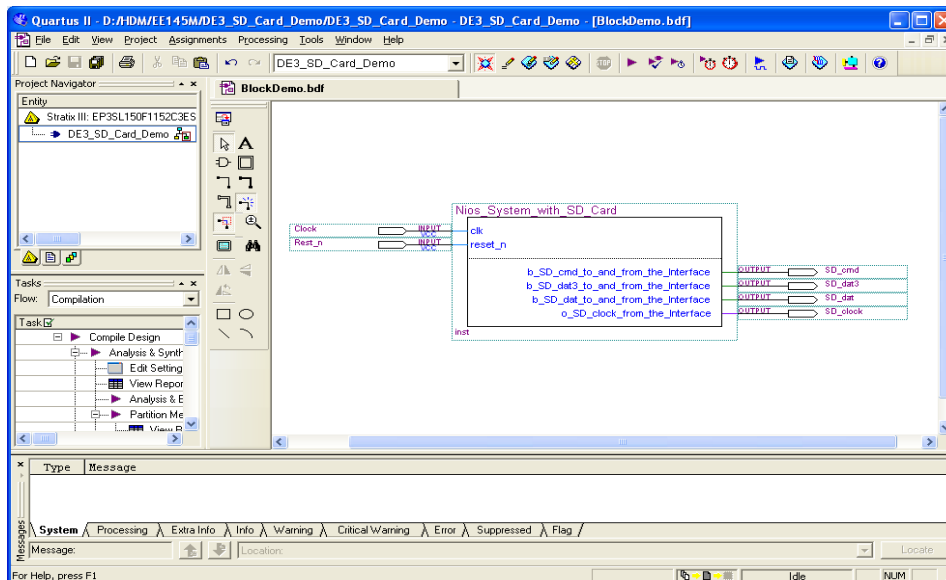 Quartus II - D:/HDM/EE145M/DE3_SD_Card_Demo/DE3_SD_Card_Demo - DE3_SD_Card_Demo - [BlockDemo.bdf]
File Edit View Project Assignments Processing Tools Window Help
DE3_SD_Card_Demo
Project Navigator
BlockDemo.bdf
Entity
Stratix III: EP3SL150F1152C3ES
DE3_SD_Card_Demo
Nios_System_with_SD_Card
Clock INPUT VCC clk
Rest_n INPUT VCC reset_n
b_SD_cmd_to_and_from_the_Interface OUTPUT SD_cmd
b_SD_dat3_to_and_from_the_Interface OUTPUT SD_dat3
b_SD_dat_to_and_from_the_Interface OUTPUT SD_dat
o_SD_clock_from_the_Interface OUTPUT SD_clock
inst
Tasks
Flow: Compilation
Task
Compile Design
Analysis & Synth
Edit Setting
View Repor
Analysis & E
Partition Me
View R
Type Message
System Processing Extra Info Info Warning Critical Warning Error Suppressed Flag
Messages
Message: Location: Locate
For Help, press F1 Idle NUM